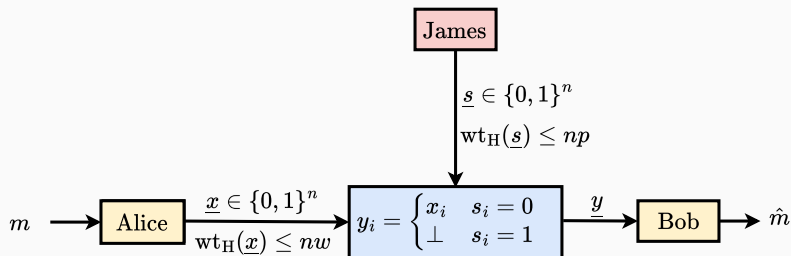 James
s ∈ {0, 1}ⁿ
wt_H(s) ≤ np
m
Alice
x ∈ {0, 1}ⁿ
wt_H(x) ≤ nw
y_i = { x_i s_i = 0
⊥ s_i = 1
y
Bob
m̂